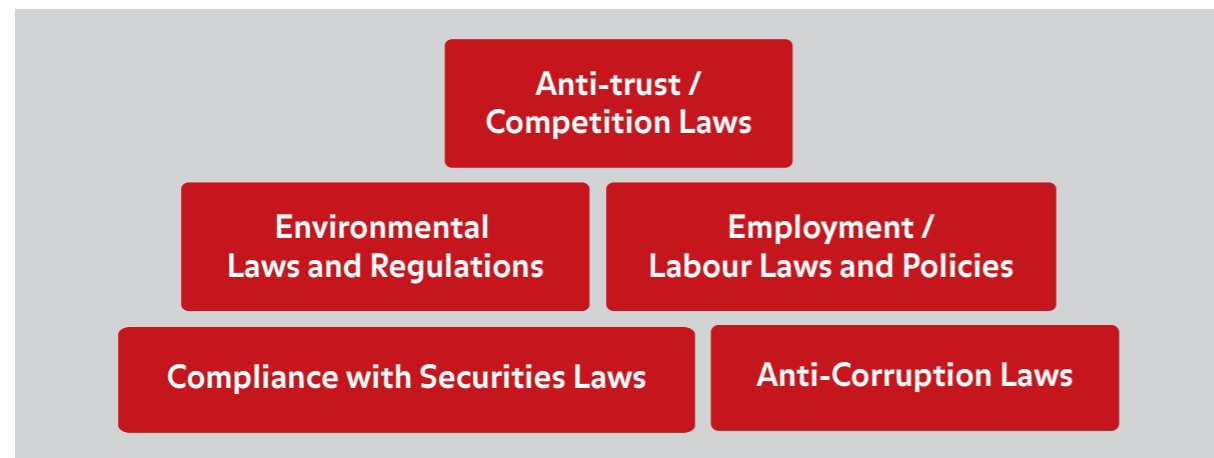 Anti-trust /
Competition Laws
Environmental
Laws and Regulations
Employment /
Labour Laws and Policies
Compliance with Securities Laws
Anti-Corruption Laws